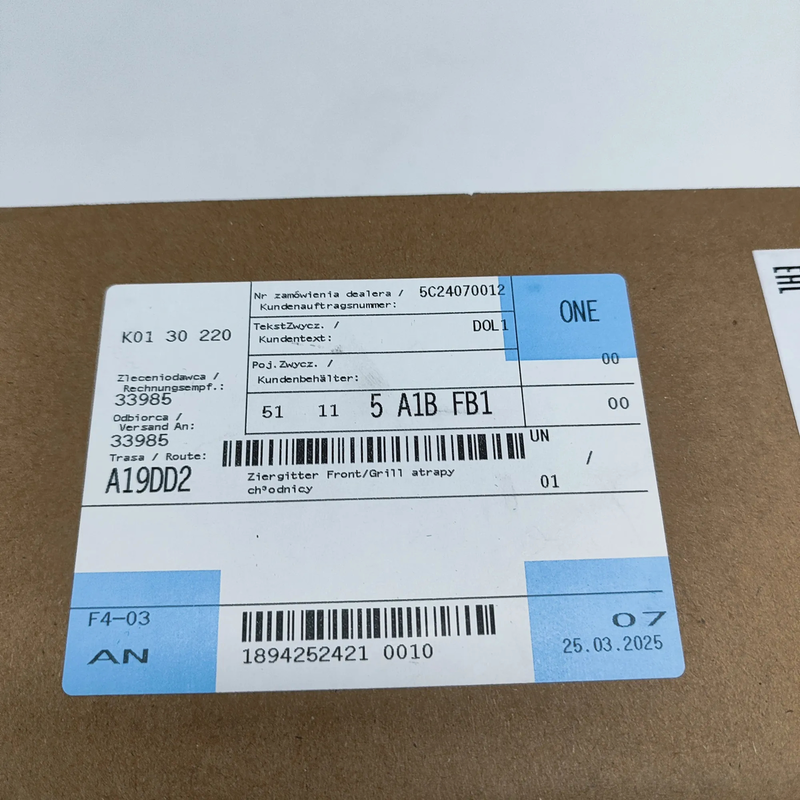 Nr zamówienia dealera / 5C24070012
Kundenauftragsnummer:
ONE
K01 30 220
TekstZwycz. / DOL1
Kundentext:
00
Poj.Zwycz. /
Kundenbehälter:
Zleceniodawca /
Rechnungsempf.:
33985
51 11 5 A1B FB1
00
Odbiorca /
Versand An:
33985
UN
/
Trasa / Route:
A19DD2
Ziergitter Front/Grill atrapy
ch³odnicy
01
F4-03
07
AN
1894252421 0010
25.03.2025
EHL